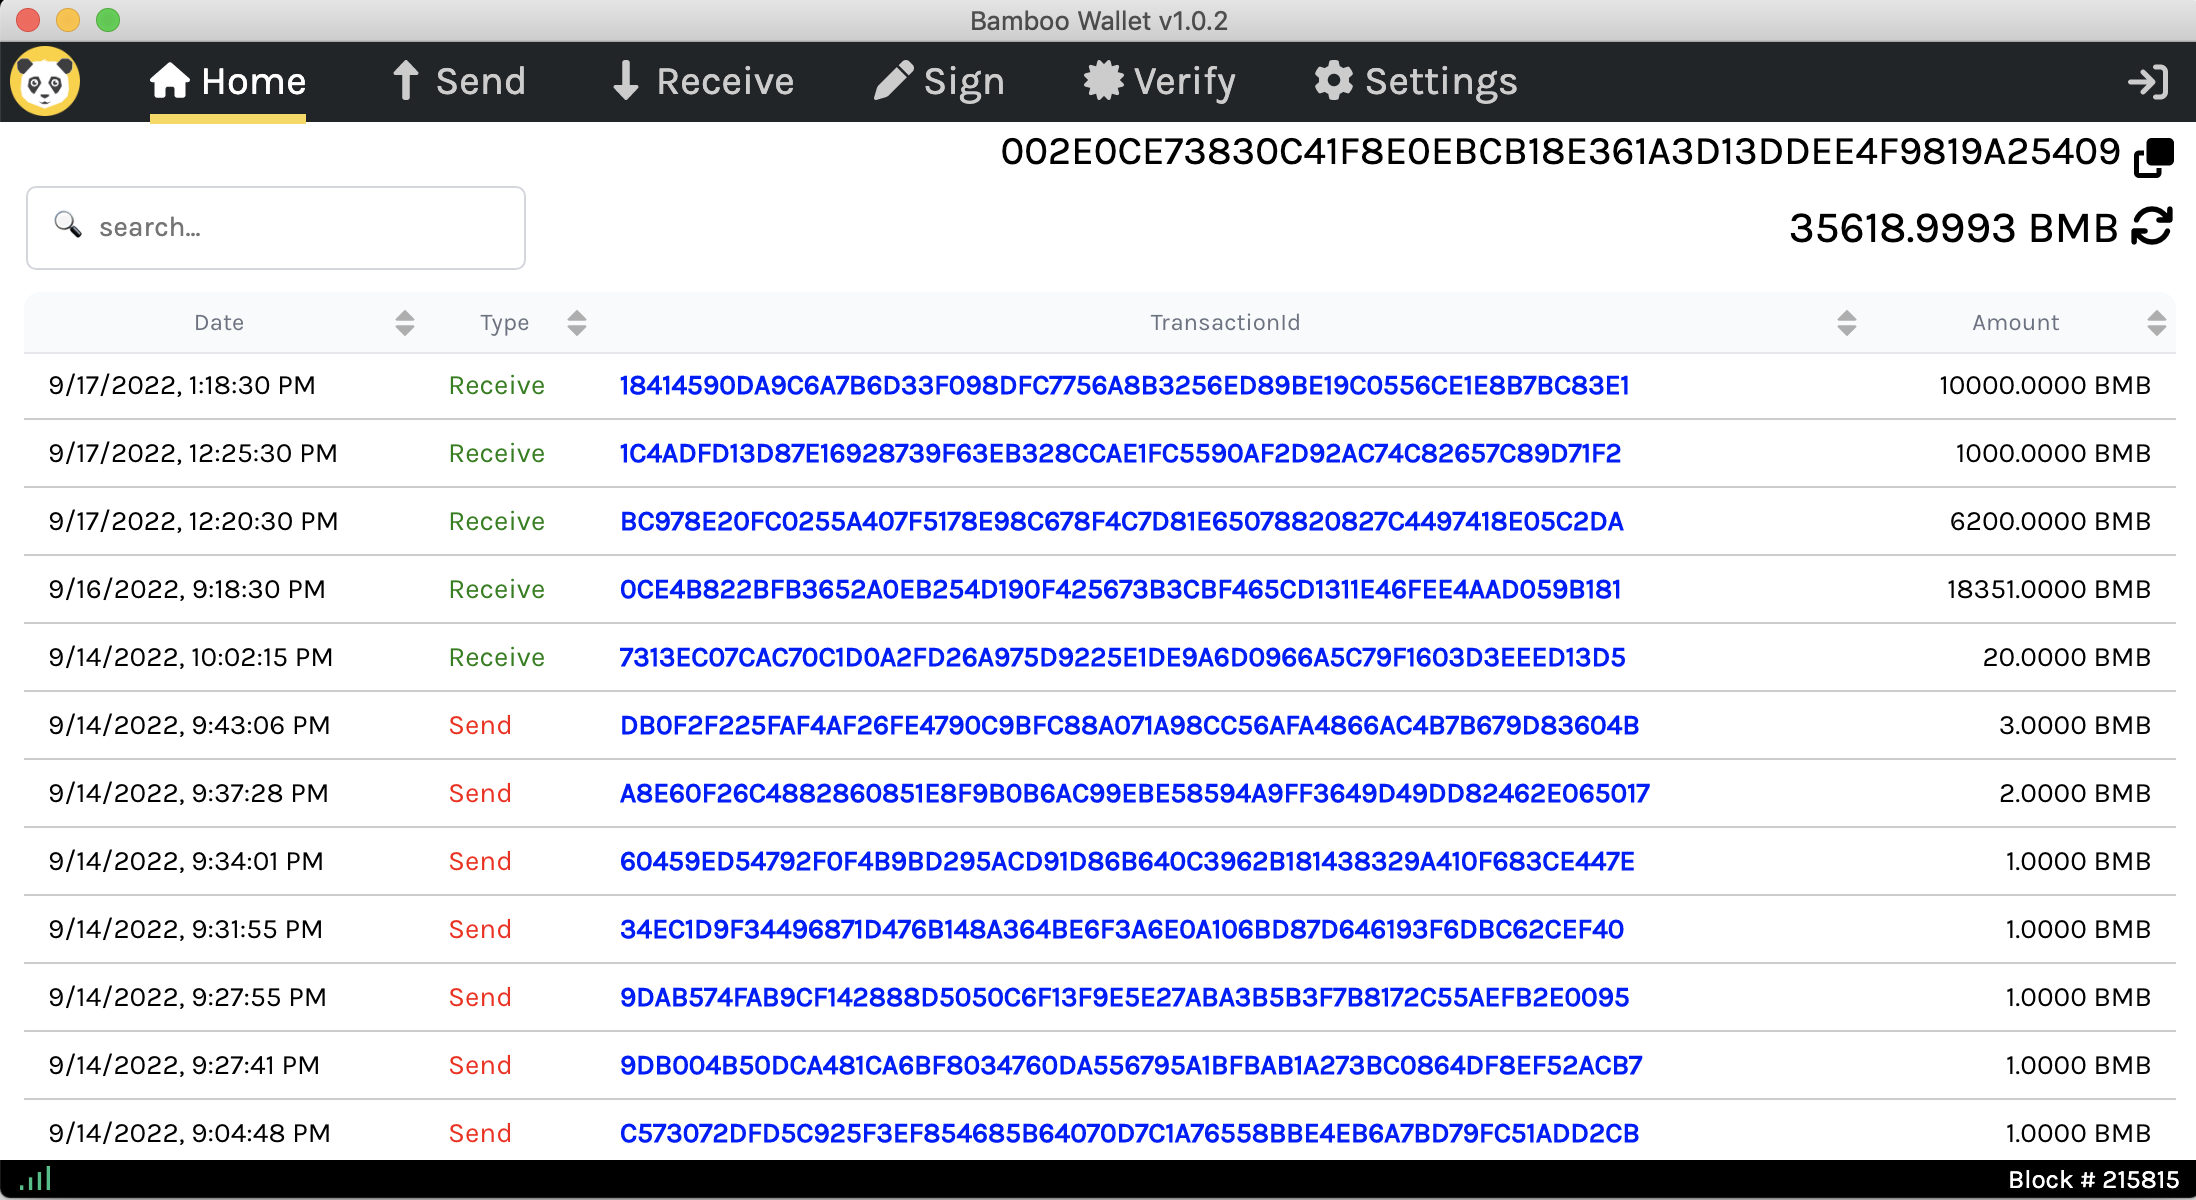 Bamboo Wallet v1.0.2
Home Send Receive Sign Verify Settings
002E0CE73830C41F8E0EBCB18E361A3D13DDEE4F9819A25409
search...
35618.9993 BMB
Date Type TransactionId Amount
9/17/2022, 1:18:30 PM Receive 18414590DA9C6A7B6D33F098DFC7756A8B3256ED89BE19C0556CE1E8B7BC83E1 10000.0000 BMB
9/17/2022, 12:25:30 PM Receive 1C4ADFD13D87E16928739F63EB328CCAE1FC5590AF2D92AC74C82657C89D71F2 1000.0000 BMB
9/17/2022, 12:20:30 PM Receive BC978E20FC0255A407F5178E98C678F4C7D81E65078820827C4497418E05C2DA 6200.0000 BMB
9/16/2022, 9:18:30 PM Receive 0CE4B822BFB3652A0EB254D190F425673B3CBF465CD1311E46FEE4AAD059B181 18351.0000 BMB
9/14/2022, 10:02:15 PM Receive 7313EC07CAC70C1D0A2FD26A975D9225E1DE9A6D0966A5C79F1603D3EEED13D5 20.0000 BMB
9/14/2022, 9:43:06 PM Send DB0F2F225FAF4AF26FE4790C9BFC88A071A98CC56AFA4866AC4B7B679D83604B 3.0000 BMB
9/14/2022, 9:37:28 PM Send A8E60F26C4882860851E8F9B0B6AC99EBE58594A9FF3649D49DD82462E065017 2.0000 BMB
9/14/2022, 9:34:01 PM Send 60459ED54792F0F4B9BD295ACD91D86B640C3962B181438329A410F683CE447E 1.0000 BMB
9/14/2022, 9:31:55 PM Send 34EC1D9F34496871D476B148A364BE6F3A6E0A106BD87D646193F6DBC62CEF40 1.0000 BMB
9/14/2022, 9:27:55 PM Send 9DAB574FAB9CF142888D5050C6F13F9E5E27ABA3B5B3F7B8172C55AEFB2E0095 1.0000 BMB
9/14/2022, 9:27:41 PM Send 9DB004B50DCA481CA6BF8034760DA556795A1BFBAB1A273BC0864DF8EF52ACB7 1.0000 BMB
9/14/2022, 9:04:48 PM Send C573072DFD5C925F3EF854685B64070D7C1A76558BBE4EB6A7BD79FC51ADD2CB 1.0000 BMB
Block # 215815